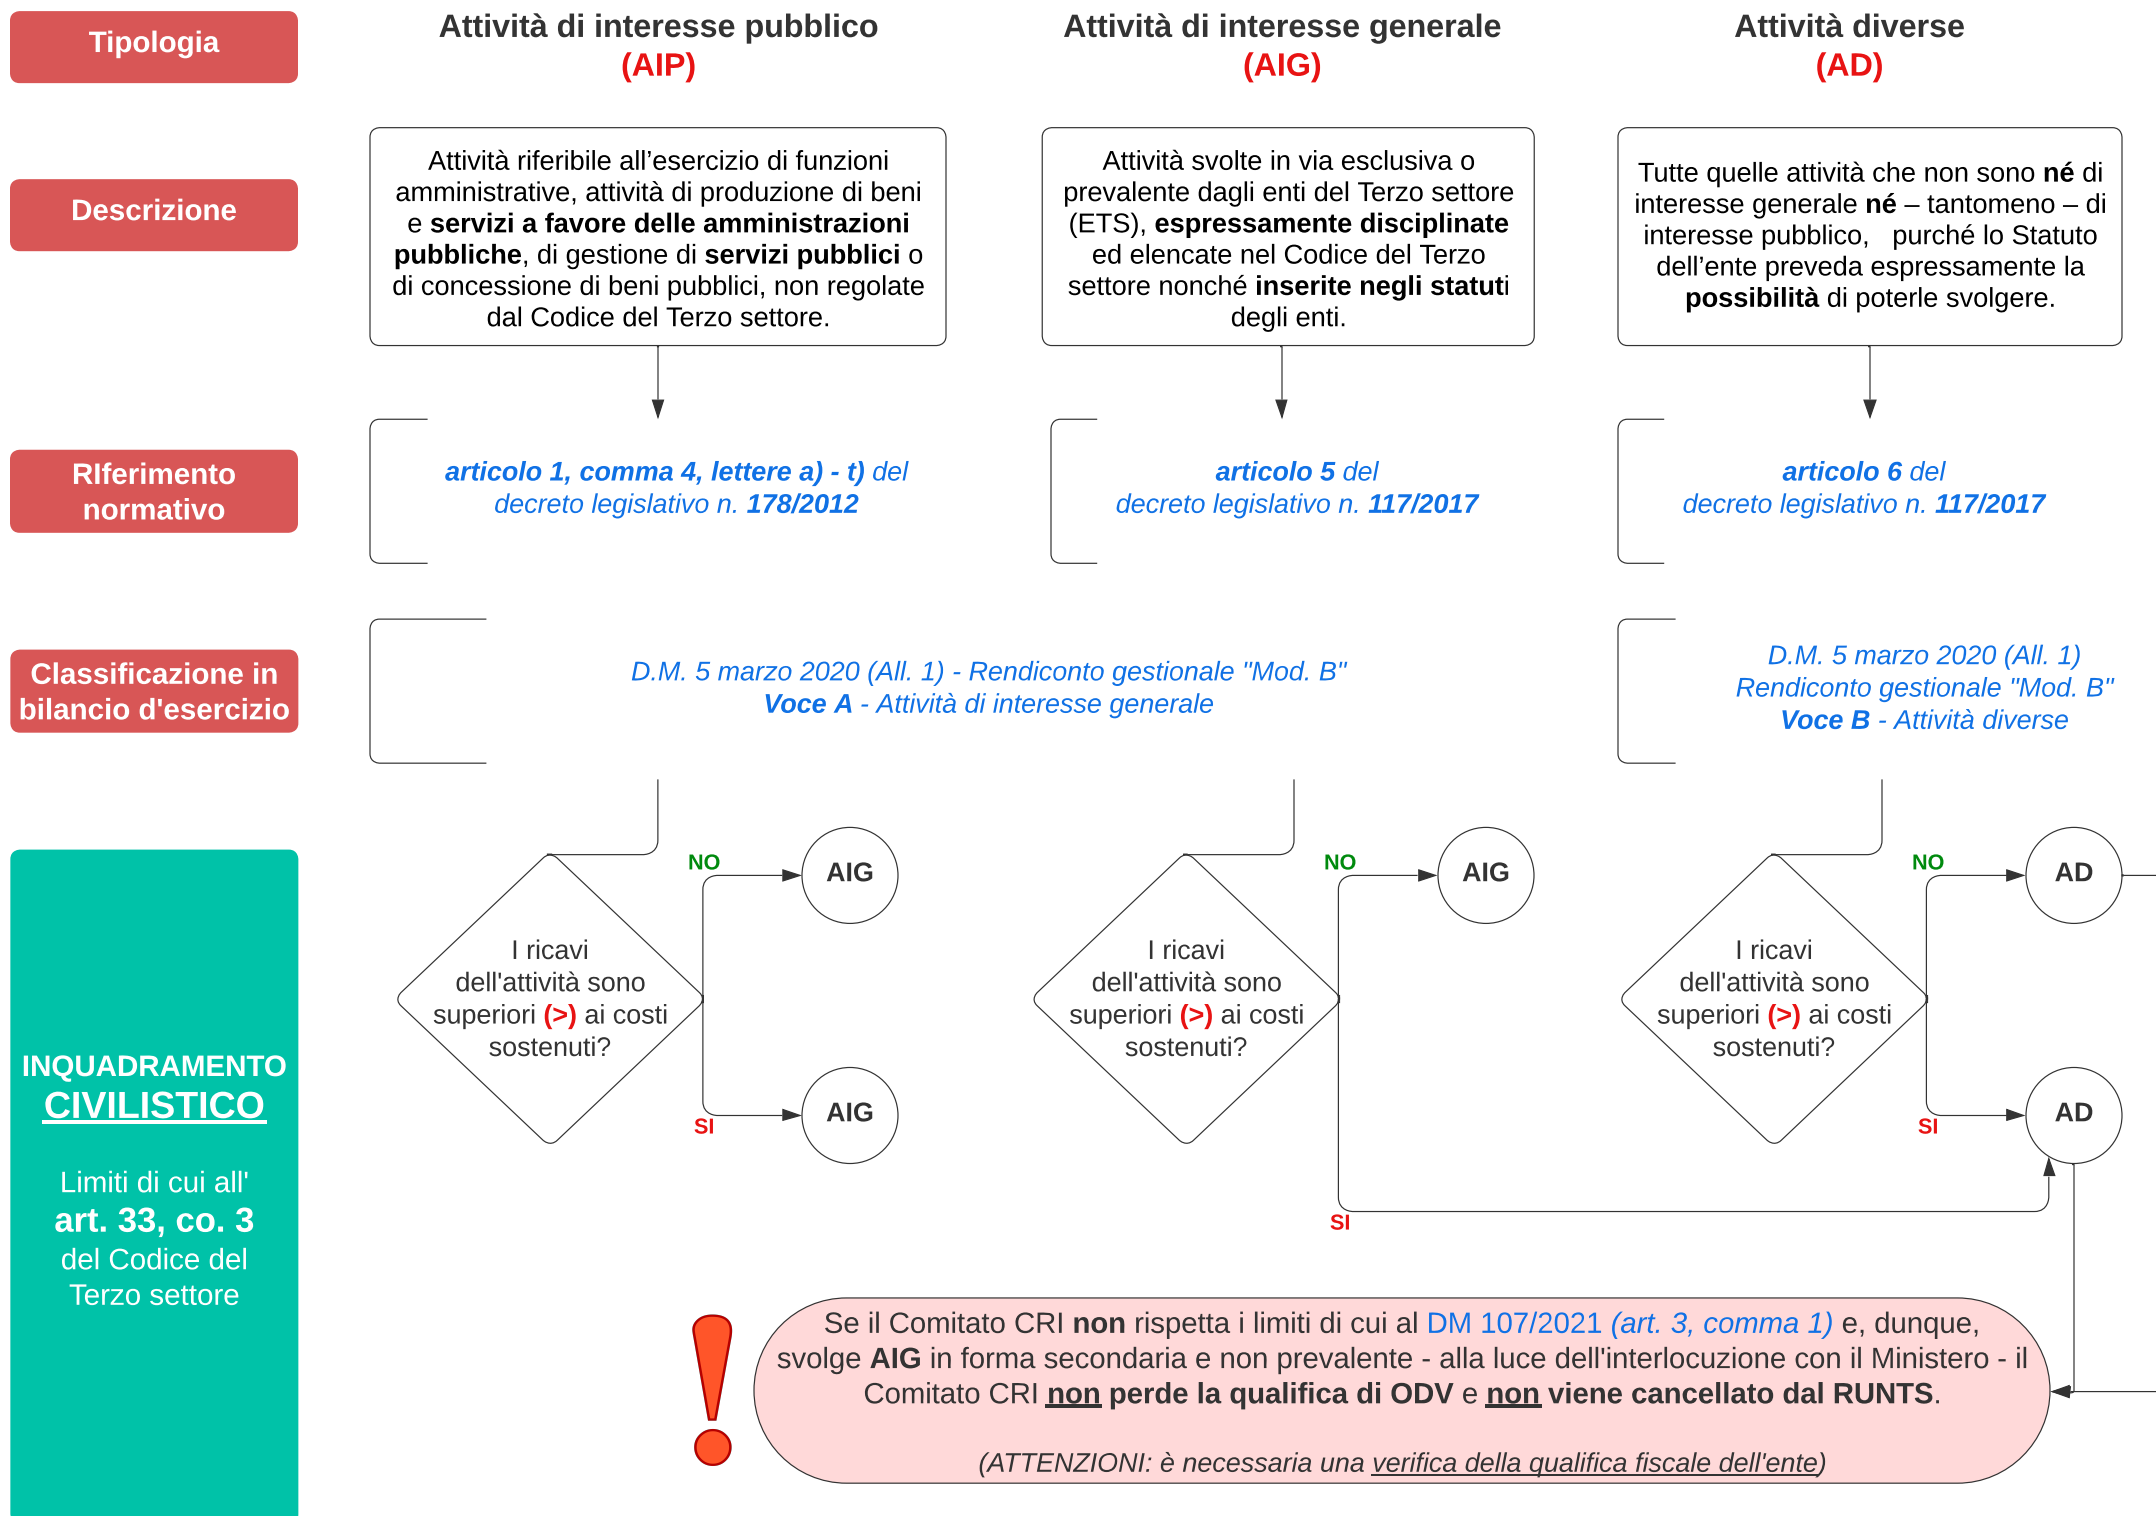 Tipologia
Attività di interesse pubblico
(AIP)
Attività di interesse generale
(AIG)
Attività diverse
(AD)
Descrizione
Attività riferibile all’esercizio di funzioni
amministrative, attività di produzione di beni
e servizi a favore delle amministrazioni
pubbliche, di gestione di servizi pubblici o
di concessione di beni pubblici, non regolate
dal Codice del Terzo settore.
Attività svolte in via esclusiva o
prevalente dagli enti del Terzo settore
(ETS), espressamente disciplinate
ed elencate nel Codice del Terzo
settore nonché inserite negli statuti
degli enti.
Tutte quelle attività che non sono né di
interesse generale né – tantomeno – di
interesse pubblico, purché lo Statuto
dell’ente preveda espressamente la
possibilità di poterle svolgere.
RIferimento
normativo
articolo 1, comma 4, lettere a) - t) del
decreto legislativo n. 178/2012
articolo 5 del
decreto legislativo n. 117/2017
articolo 6 del
decreto legislativo n. 117/2017
Classificazione in
bilancio d'esercizio
D.M. 5 marzo 2020 (All. 1) - Rendiconto gestionale "Mod. B"
Voce A - Attività di interesse generale
D.M. 5 marzo 2020 (All. 1)
Rendiconto gestionale "Mod. B"
Voce B - Attività diverse
INQUADRAMENTO
CIVILISTICO
Limiti di cui all'
art. 33, co. 3
del Codice del
Terzo settore
I ricavi
dell'attività sono
superiori (>) ai costi
sostenuti?
NO
AIG
SI
AIG
I ricavi
dell'attività sono
superiori (>) ai costi
sostenuti?
NO
AIG
SI
I ricavi
dell'attività sono
superiori (>) ai costi
sostenuti?
NO
AD
SI
AD
Se il Comitato CRI non rispetta i limiti di cui al DM 107/2021 (art. 3, comma 1) e, dunque,
svolge AIG in forma secondaria e non prevalente - alla luce dell'interlocuzione con il Ministero - il
Comitato CRI non perde la qualifica di ODV e non viene cancellato dal RUNTS.
(ATTENZIONI: è necessaria una verifica della qualifica fiscale dell'ente)